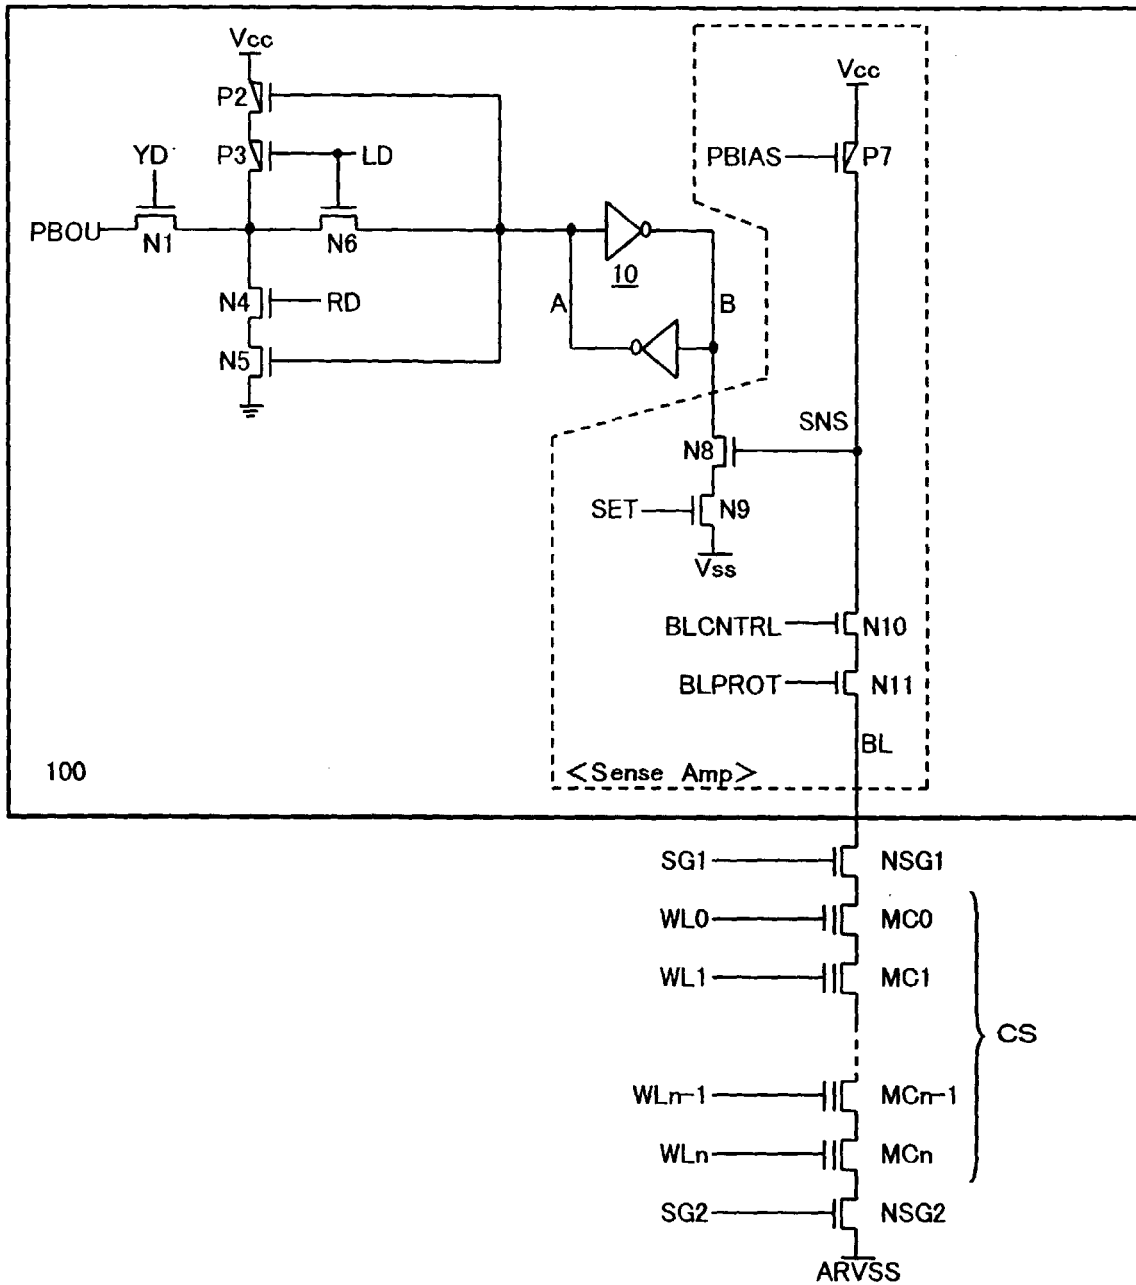 Vcc
Vcc
P2
YD
P3
LD
PBIAS
P7
PBOU
N1
N6
10
N4
RD
A
B
N5
SNS
N8
SET
N9
Vss
BLCNTRL
N10
BLPROT
N11
BL
100
<Sense Amp>
SG1
NSG1
WL0
MC0
WL1
MC1
CS
WLn-1
MCn-1
WLn
MCn
SG2
NSG2
ARVSS